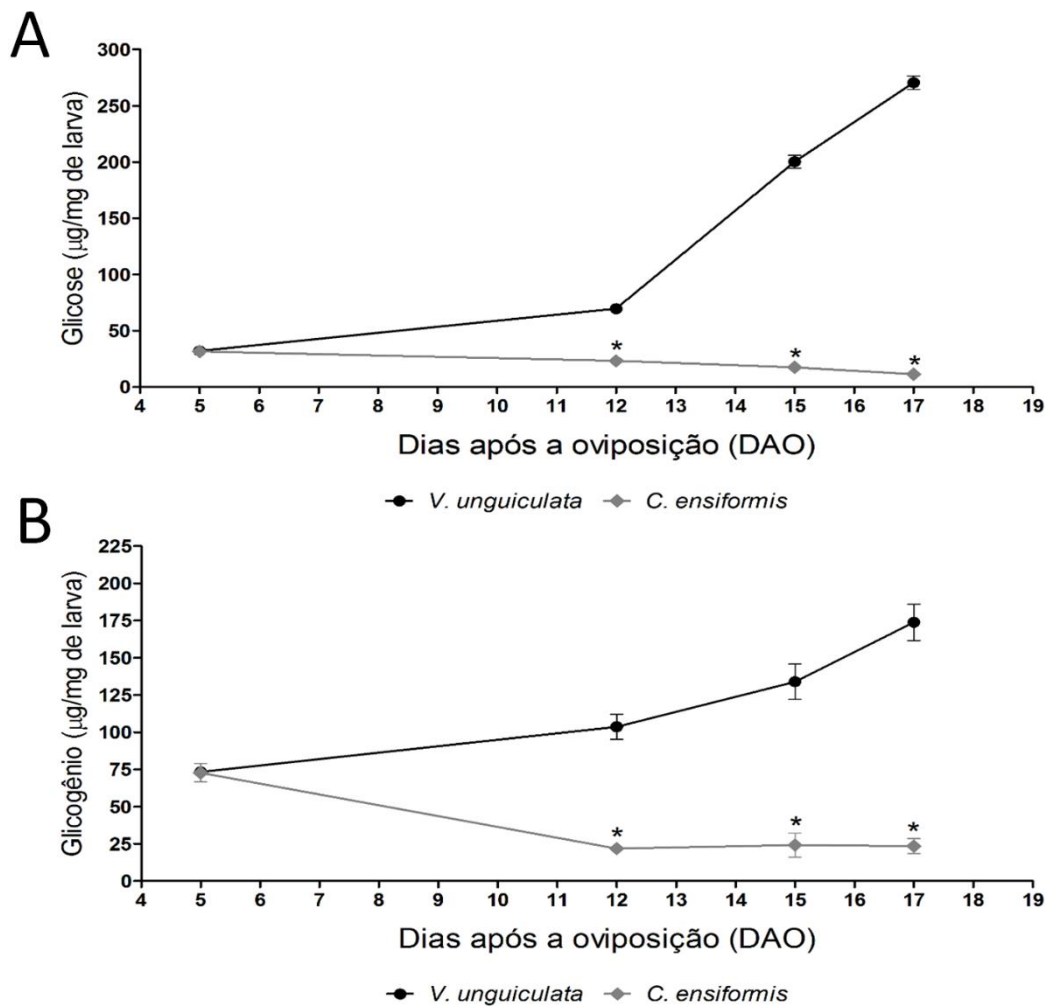 A
Glicose (µg/mg de larva)
300
250
200
150
100
50
0
4 5 6 7 8 9 10 11 12 13 14 15 16 17 18 19
* * *
Dias após a oviposição (DAO)
V. unguiculata C. ensiformis
B
Glicogênio (µg/mg de larva)
225
200
175
150
125
100
75
50
25
0
4 5 6 7 8 9 10 11 12 13 14 15 16 17 18 19
* * *
Dias após a oviposição (DAO)
V. unguiculata C. ensiformis